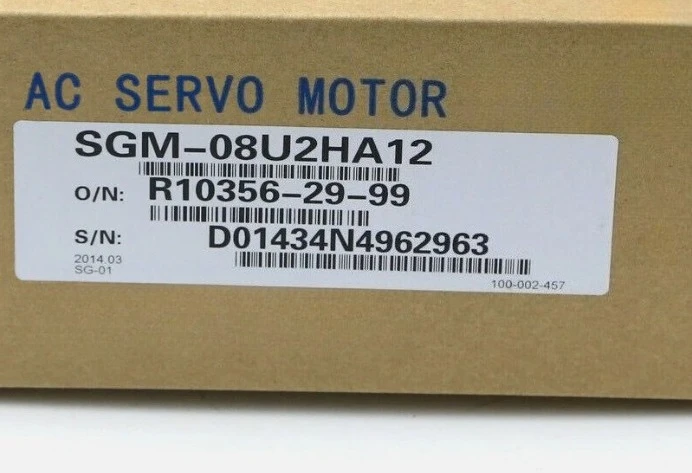 AC SERVO MOTOR
SGM-08U2HA12
O/N: R10356-29-99
S/N: D01434N4962963
2014.03
SG-01
100-002-457